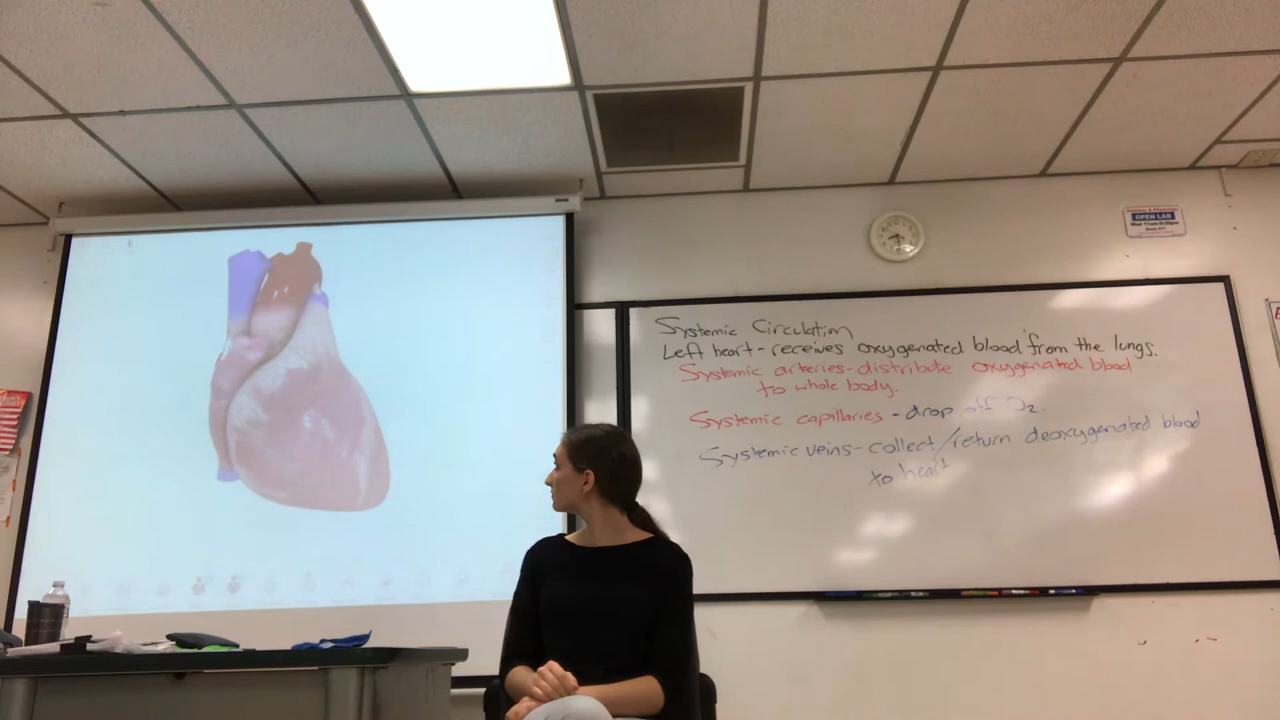 OPEN LAB
Systemic Circulation
Left heart - receives oxygenated blood from the lungs.
Systemic arteries - distribute oxygenated blood
to whole body.
Systemic capillaries - drop off O2.
Systemic veins - collect/return deoxygenated blood
to heart